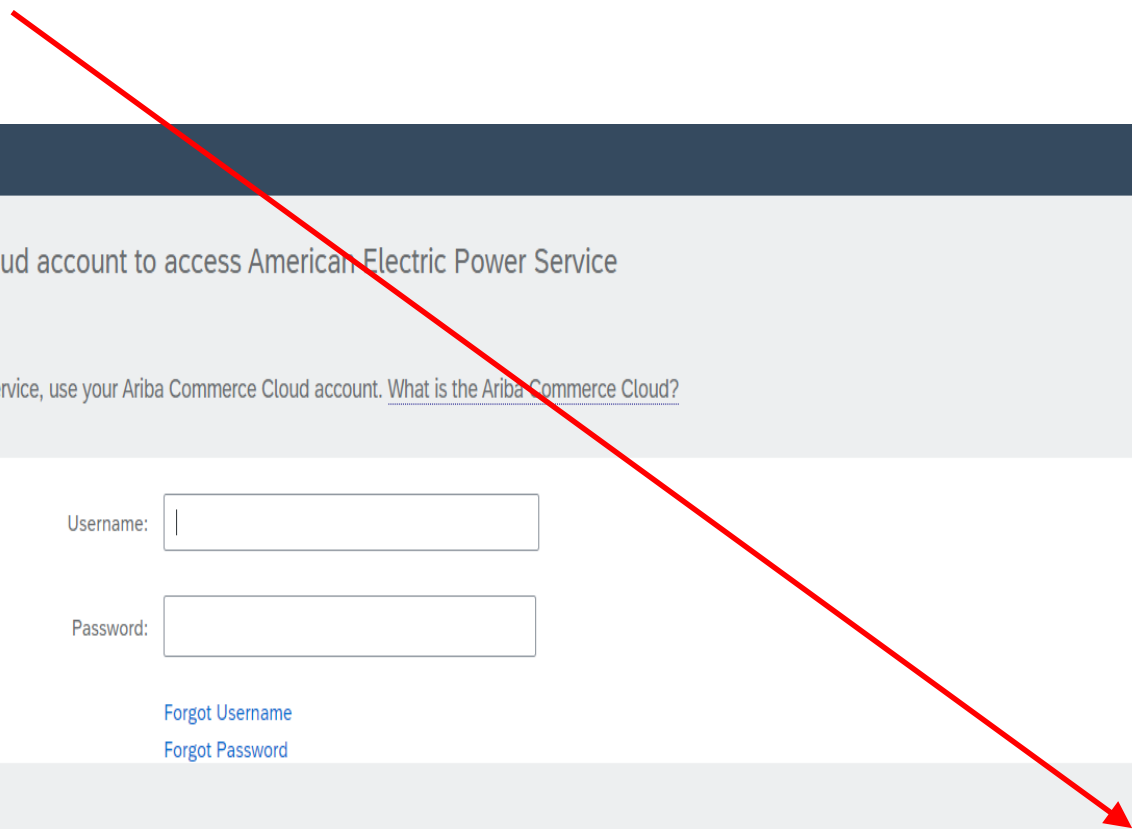 ud account to access American Electric Power Service
ervice, use your Ariba Commerce Cloud account. What is the Ariba Commerce Cloud?
Username:
Password:
Forgot Username
Forgot Password